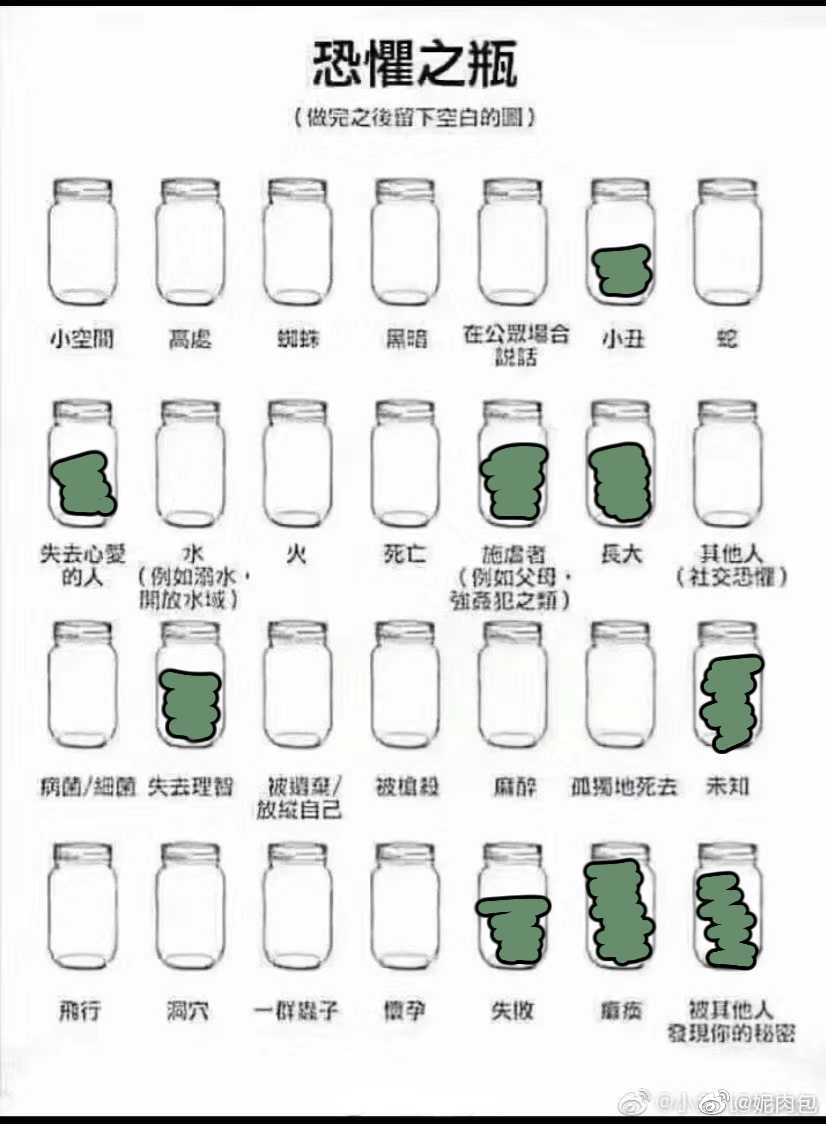 恐懼之瓶
(做完之後留下空白的圖)
小空間 高處 蜘蛛 黑暗 在公眾場合 小丑 蛇
説話
失去心愛 水 火 死亡 施虐者 長大 其他人
的人 (例如溺水， (例如父母， (社交恐懼)
開放水域) 強姦犯之類)
病菌/細菌 失去理智 被遺棄/ 被槍殺 麻醉 孤獨地死去 未知
放縱自己
飛行 洞穴 一群蟲子 懷孕 失敗 癱瘓 被其他人
發現你的秘密
@小 @妮肉包